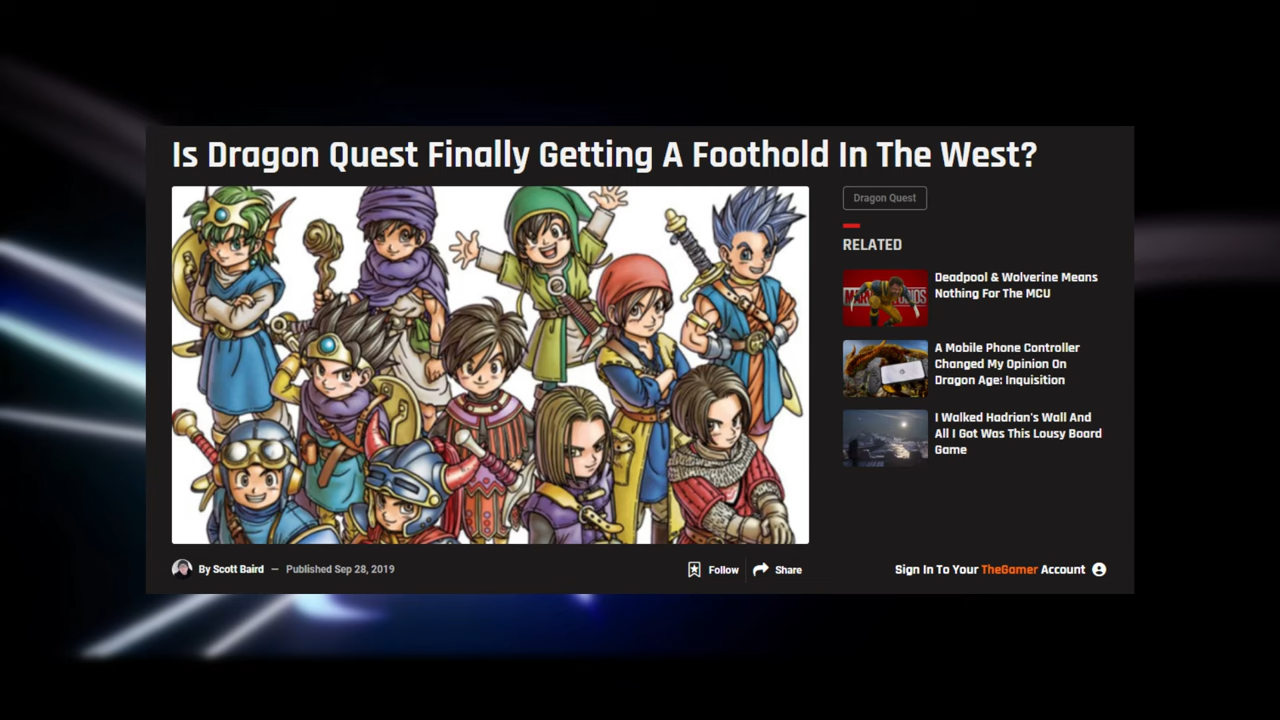 Is Dragon Quest Finally Getting A Foothold In The West?
Dragon Quest
RELATED
Deadpool & Wolverine Means
Nothing For The MCU
A Mobile Phone Controller
Changed My Opinion On
Dragon Age: Inquisition
I Walked Hadrian's Wall And
All I Got Was This Lousy Board
Game
By Scott Baird — Published Sep 28, 2019
Follow
Share
Sign In To Your TheGamer Account